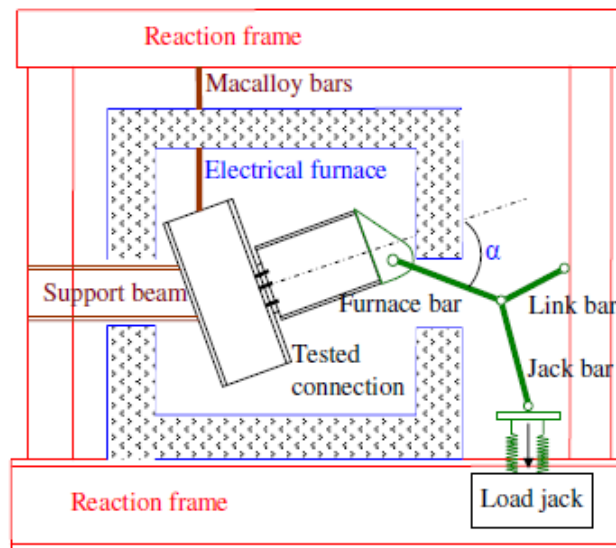 Reaction frame
Macalloy bars
Electrical furnace
α
Support beam
Furnace bar
Link bar
Tested
connection
Jack bar
Reaction frame
Load jack